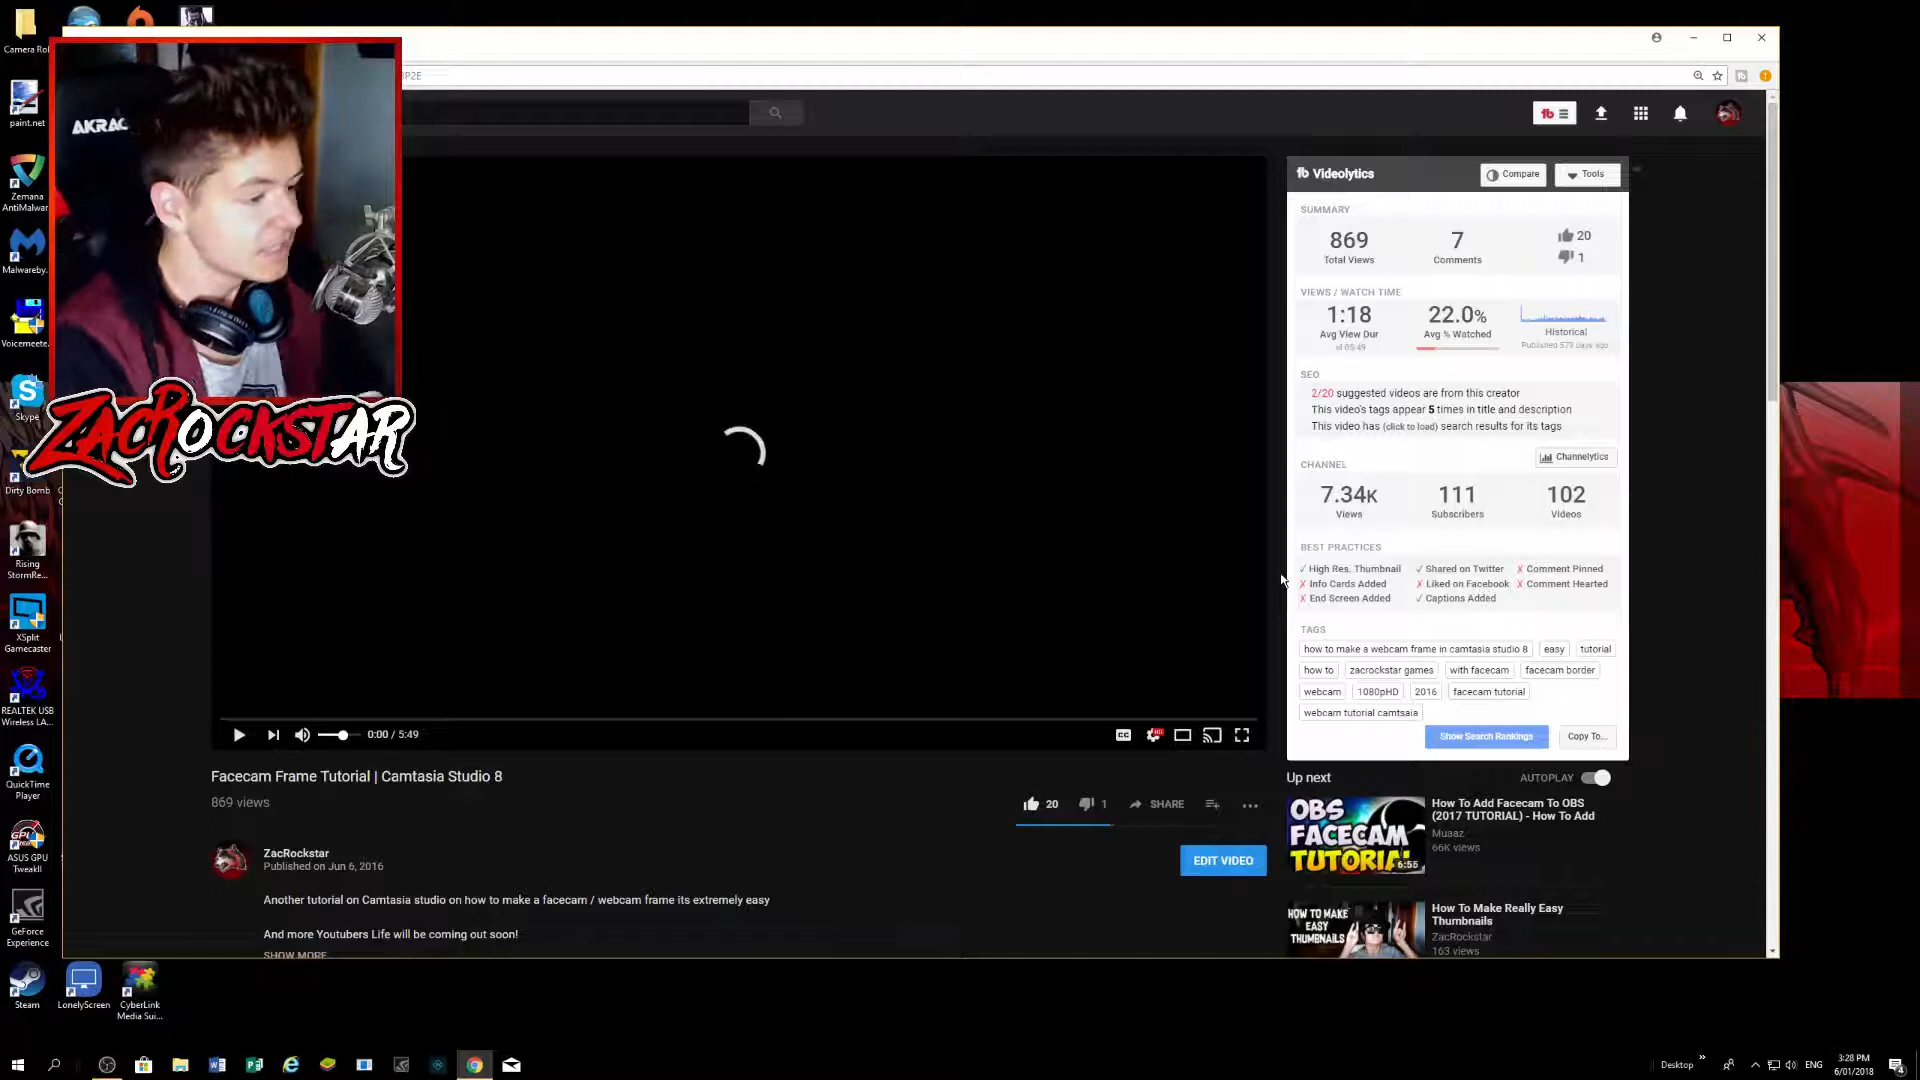 Camera Rol
paint.net
Zemana
AntiMalwar
Malwareby.
Voicemeete.
Skype
Dirty Bomb
Rising
StormRe...
XSplit
Gamecaster
REALTEK USB
Wireless LA...
QuickTime
Player
ASUS GPU
TweakII
GeForce
Experience
Steam
LonelyScreen
CyberLink
Media Sui...
AKRAC
ZACROCKSTAR
P2E
Videolytics
Compare
Tools
SUMMARY
869 7 20
Total Views Comments 1
VIEWS / WATCH TIME
1:18 22.0%
Avg View Dur Avg % Watched Historical
of 05:49 Published 579 days ago
SEO
2/20 suggested videos are from this creator
This video's tags appear 5 times in title and description
This video has (click to load) search results for its tags
CHANNEL Channelytics
7.34K 111 102
Views Subscribers Videos
BEST PRACTICES
✓ High Res. Thumbnail ✓ Shared on Twitter ✗ Comment Pinned
✗ Info Cards Added ✗ Liked on Facebook ✗ Comment Hearted
✗ End Screen Added ✓ Captions Added
TAGS
how to make a webcam frame in camtasia studio 8 easy tutorial
how to zacrockstar games with facecam facecam border
webcam 1080pHD 2016 facecam tutorial
webcam tutorial camtsaia
Show Search Rankings Copy To...
0:00 / 5:49
CC
HD
Facecam Frame Tutorial | Camtasia Studio 8
869 views
20 1 SHARE
ZacRockstar
Published on Jun 6, 2016
EDIT VIDEO
Another tutorial on Camtasia studio on how to make a facecam / webcam frame its extremely easy
And more Youtubers Life will be coming out soon!
SHOW MORE
Up next AUTOPLAY
OBS
FACECAM
TUTORIAL
6:55
How To Add Facecam To OBS
(2017 TUTORIAL) - How To Add
Muaaz
66K views
HOW TO MAKE
EASY
THUMBNAILS
How To Make Really Easy
Thumbnails
ZacRockstar
163 views
Desktop
ENG
3:28 PM
6/01/2018